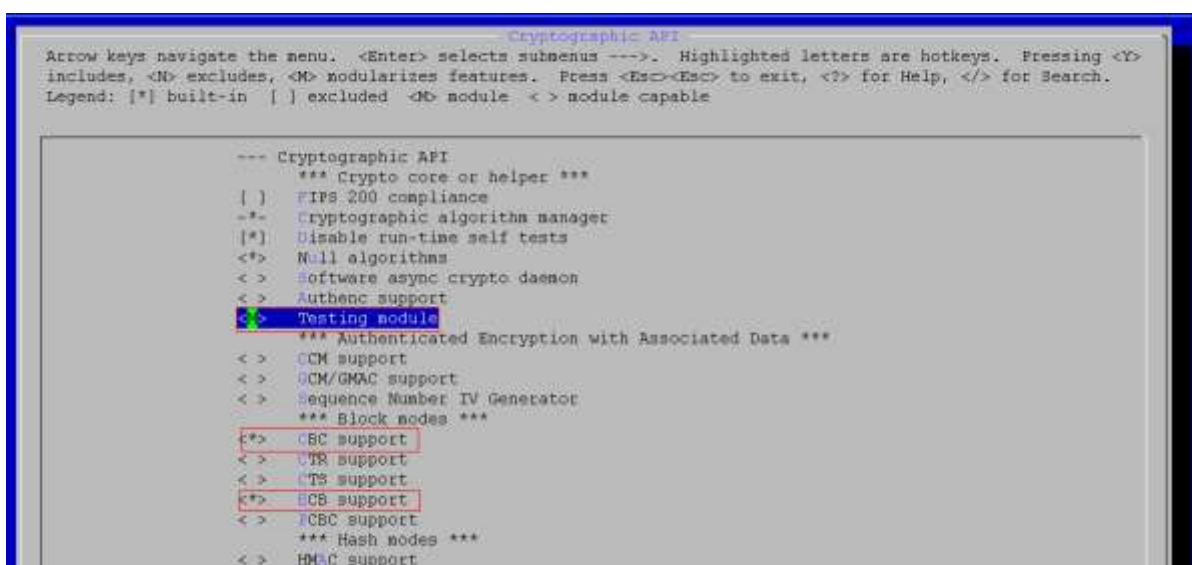 Cryptographic API
Arrow keys navigate the menu.  <Enter> selects submenus --->.  Highlighted letters are hotkeys.  Pressing <Y>
includes, <N> excludes, <M> modularizes features.  Press <Esc><Esc> to exit, <?> for Help, </> for Search.
Legend: [*] built-in  [ ] excluded  <M> module  < > module capable
--- Cryptographic API
*** Crypto core or helper ***
[ ] FIPS 200 compliance
-*- Cryptographic algorithm manager
[*] Disable run-time self tests
<*> Null algorithms
< > Software async crypto daemon
< > Authenc support
< > Testing module
*** Authenticated Encryption with Associated Data ***
< > CCM support
< > GCM/GMAC support
< > Sequence Number IV Generator
*** Block modes ***
<*> CBC support
< > CTR support
< > CTS support
<*> ECB support
< > PCBC support
*** Hash modes ***
< > HMAC support